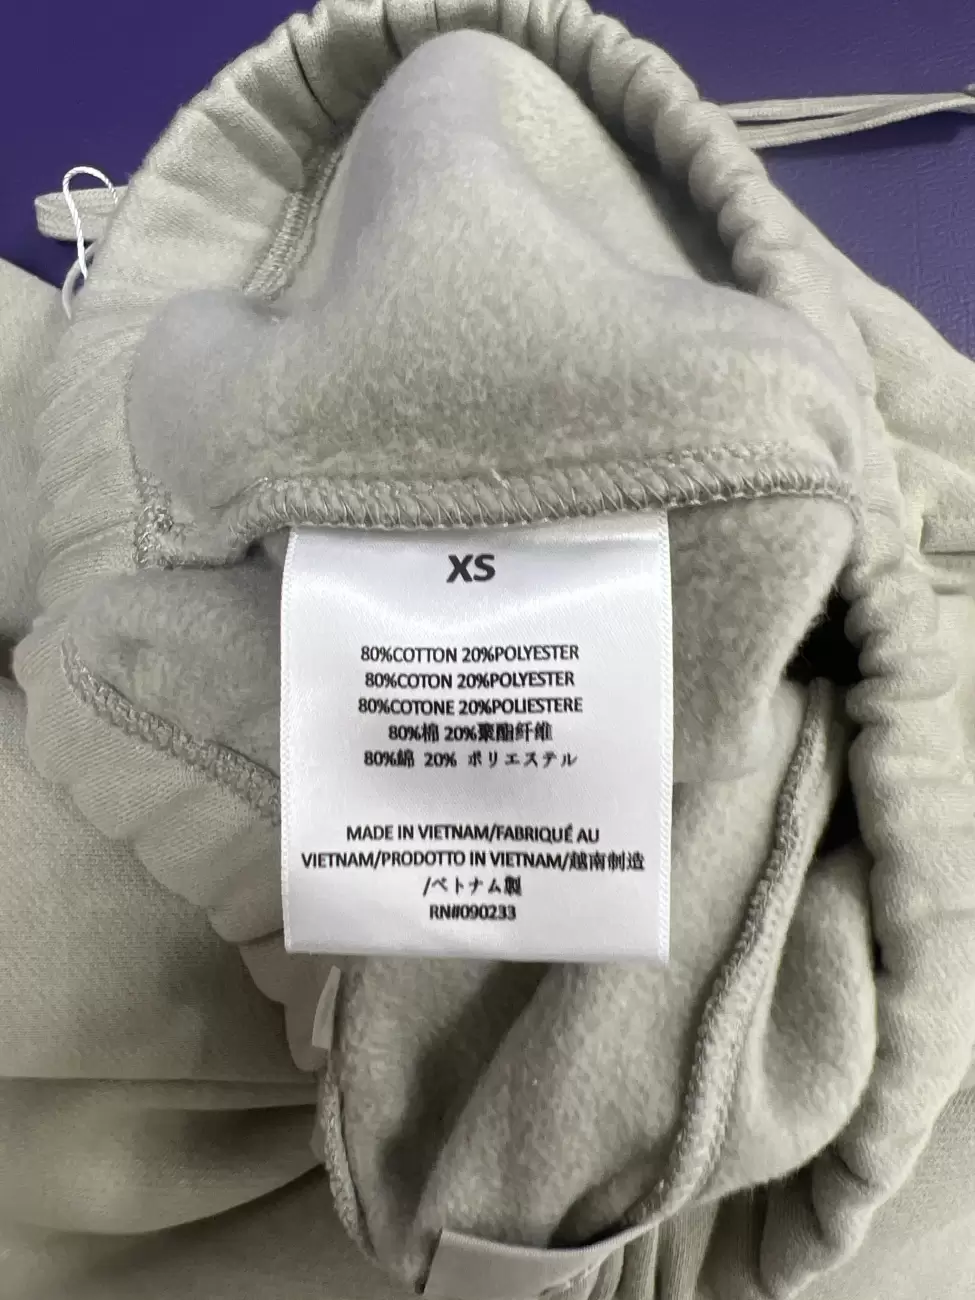 XS
80%COTTON 20%POLYESTER
80%COTON 20%POLYESTER
80%COTONE 20%POLIESTERE
80%棉 20%聚酯纤维
80%綿 20% ポリエステル
MADE IN VIETNAM/FABRIQUÉ AU
VIETNAM/PRODOTTO IN VIETNAM/越南制造
/ベトナム製
RN#090233